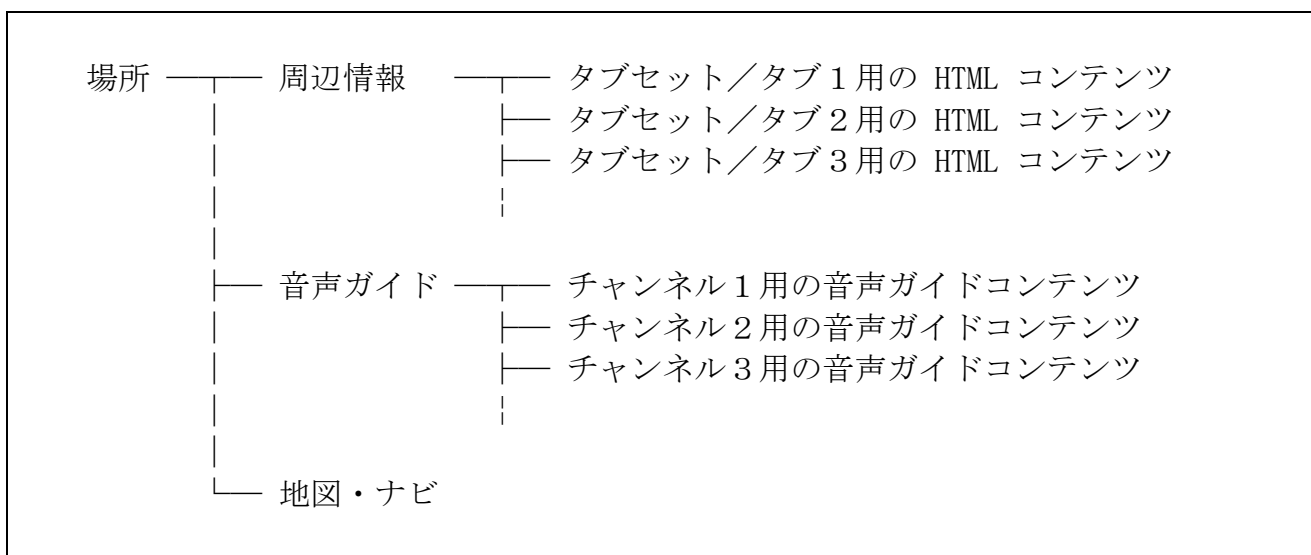 場所 ─┬─ 周辺情報 ─┬─ タブセット／タブ１用の HTML コンテンツ
├─ タブセット／タブ２用の HTML コンテンツ
├─ タブセット／タブ３用の HTML コンテンツ
├─ 音声ガイド ─┬─ チャンネル１用の音声ガイドコンテンツ
├─ チャンネル２用の音声ガイドコンテンツ
├─ チャンネル３用の音声ガイドコンテンツ
└─ 地図・ナビ